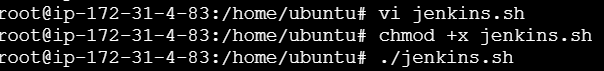 root@ip-172-31-4-83:/home/ubuntu# vi jenkins.sh
root@ip-172-31-4-83:/home/ubuntu# chmod +x jenkins.sh
root@ip-172-31-4-83:/home/ubuntu# ./jenkins.sh